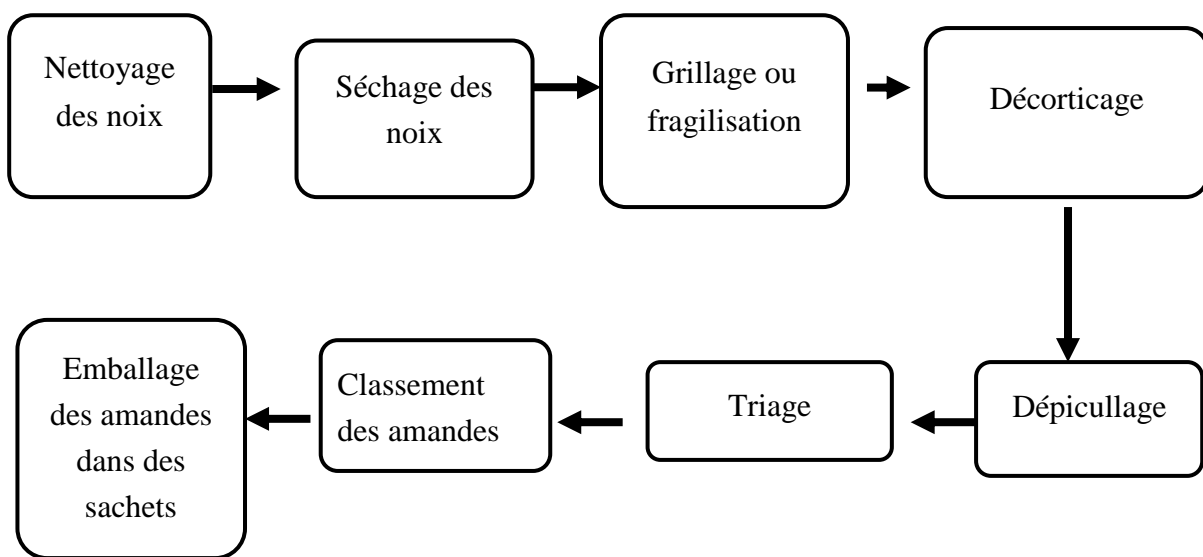 Nettoyage
des noix
Séchage des
noix
Grillage ou
fragilisation
Décorticage
Dépicullage
Triage
Classement
des amandes
Emballage
des amandes
dans des
sachets